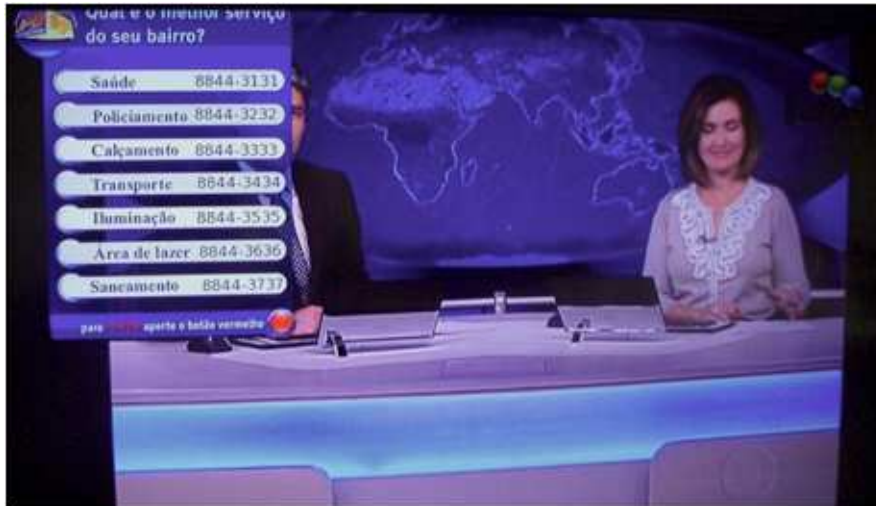 Qual é o melhor serviço
do seu bairro?
Saúde 8844-3131
Policiamento 8844-3232
Calçamento 8844-3333
Transporte 8844-3434
Iluminação 8844-3535
Área de lazer 8844-3636
Saneamento 8844-3737
para aperte o botão vermelho